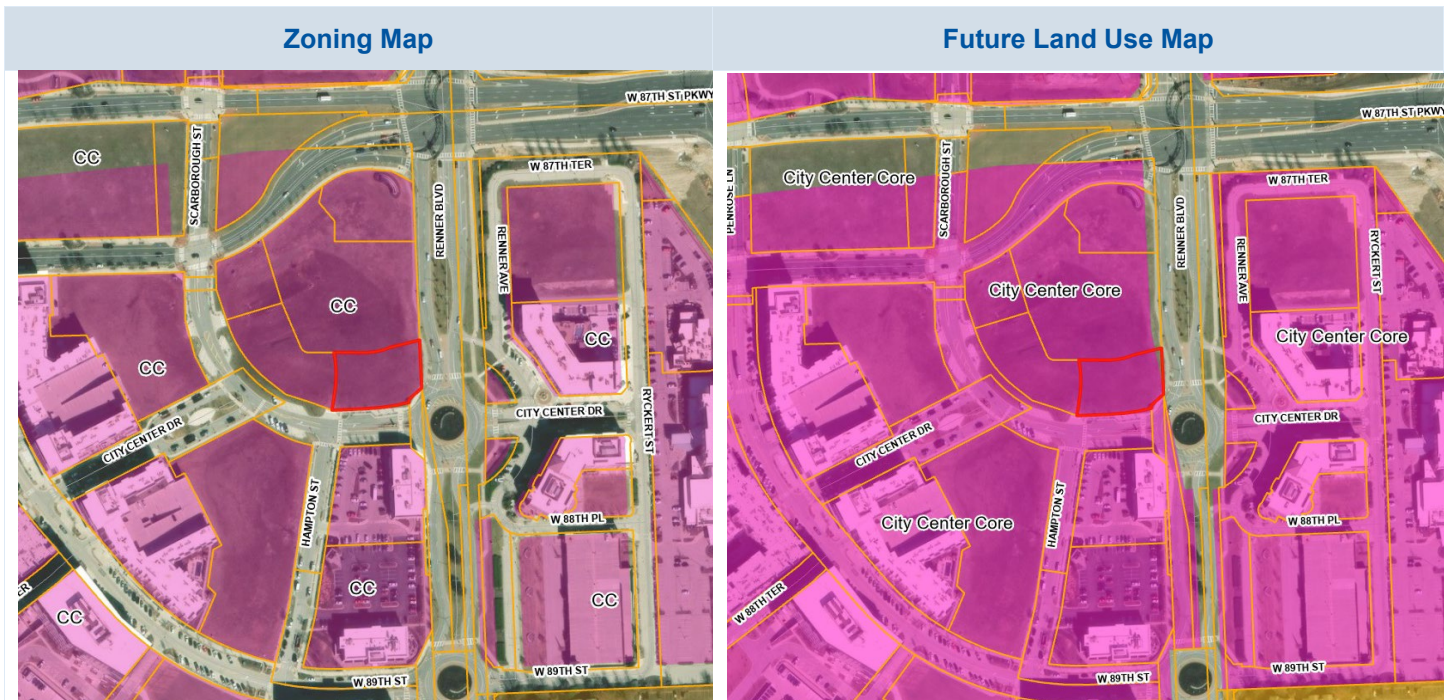 Zoning Map
Future Land Use Map
W 87TH ST PKWY
CC
SCARBOROUGH ST
W 87TH TER
RENNER BLVD
RENNER AVE
CC
CC
CC
CITY CENTER DR
CITY CENTER DR
RYCKERT ST
HAMPTON ST
W 88TH PL
CC
CC
CC
ER
W 89TH ST
W 89TH ST
W 87TH ST PKWY
PENROSE LN
City Center Core
SCARBOROUGH ST
W 87TH TER
RENNER BLVD
RENNER AVE
RYCKERT ST
City Center Core
City Center Core
CITY CENTER DR
CITY CENTER DR
City Center Core
HAMPTON ST
W 88TH PL
W 88TH TER
W 89TH ST
W 89TH ST